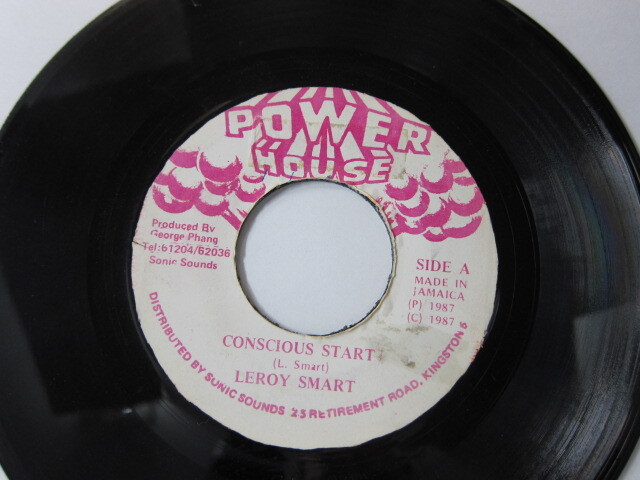 POWER
HOUSE
Produced By
George Phang
Tel:61204/62036
Sonic Sounds
SIDE A
MADE IN
JAMAICA
(P) 1987
(C) 1987
CONSCIOUS START
(L. Smart)
LEROY SMART
DISTRIBUTED BY SUNIC SOUNDS 25 RETIREMENT ROAD, KINGSTON 5